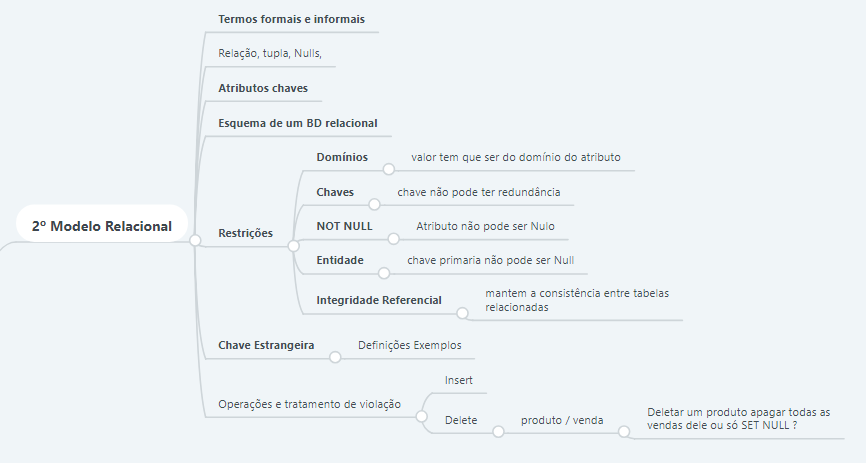 2º Modelo Relacional
Termos formais e informais
Relação, tupla, Nulls,
Atributos chaves
Esquema de um BD relacional
Restrições
Domínios
valor tem que ser do domínio do atributo
Chaves
chave não pode ter redundância
NOT NULL
Atributo não pode ser Nulo
Entidade
chave primaria não pode ser Null
Integridade Referencial
mantem a consistência entre tabelas
relacionadas
Chave Estrangeira
Definições Exemplos
Operações e tratamento de violação
Insert
Delete
produto / venda
Deletar um produto apagar todas as
vendas dele ou só SET NULL ?